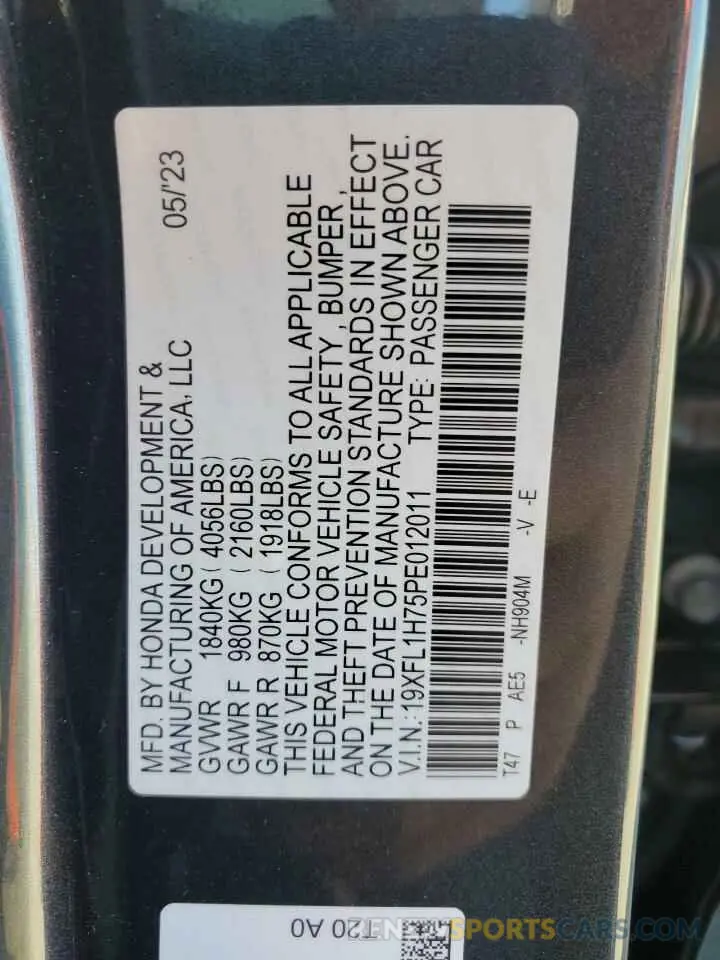 MFD. BY HONDA DEVELOPMENT &
MANUFACTURING OF AMERICA, LLC 05/'23
GVWR 1840KG ( 4056LBS)
GAWR F 980KG ( 2160LBS)
GAWR R 870KG ( 1918LBS)
THIS VEHICLE CONFORMS TO ALL APPLICABLE
FEDERAL MOTOR VEHICLE SAFETY , BUMPER ,
AND THEFT PREVENTION STANDARDS IN EFFECT
ON THE DATE OF MANUFACTURE SHOWN ABOVE.
V.I.N.: 19XFL1H75PE012011 TYPE: PASSENGER CAR
T47 P AE5 -NH904M -V -E
T20 A0
SPORTSCARS.COM